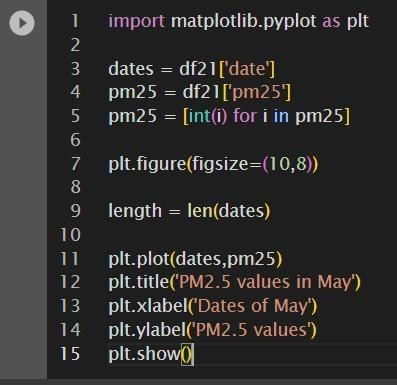 1 import matplotlib.pyplot as plt
2
3 dates = df21['date']
4 pm25 = df21['pm25']
5 pm25 = [int(i) for i in pm25]
6
7 plt.figure(figsize=(10,8))
8
9 length = len(dates)
10
11 plt.plot(dates,pm25)
12 plt.title('PM2.5 values in May')
13 plt.xlabel('Dates of May')
14 plt.ylabel('PM2.5 values')
15 plt.show()